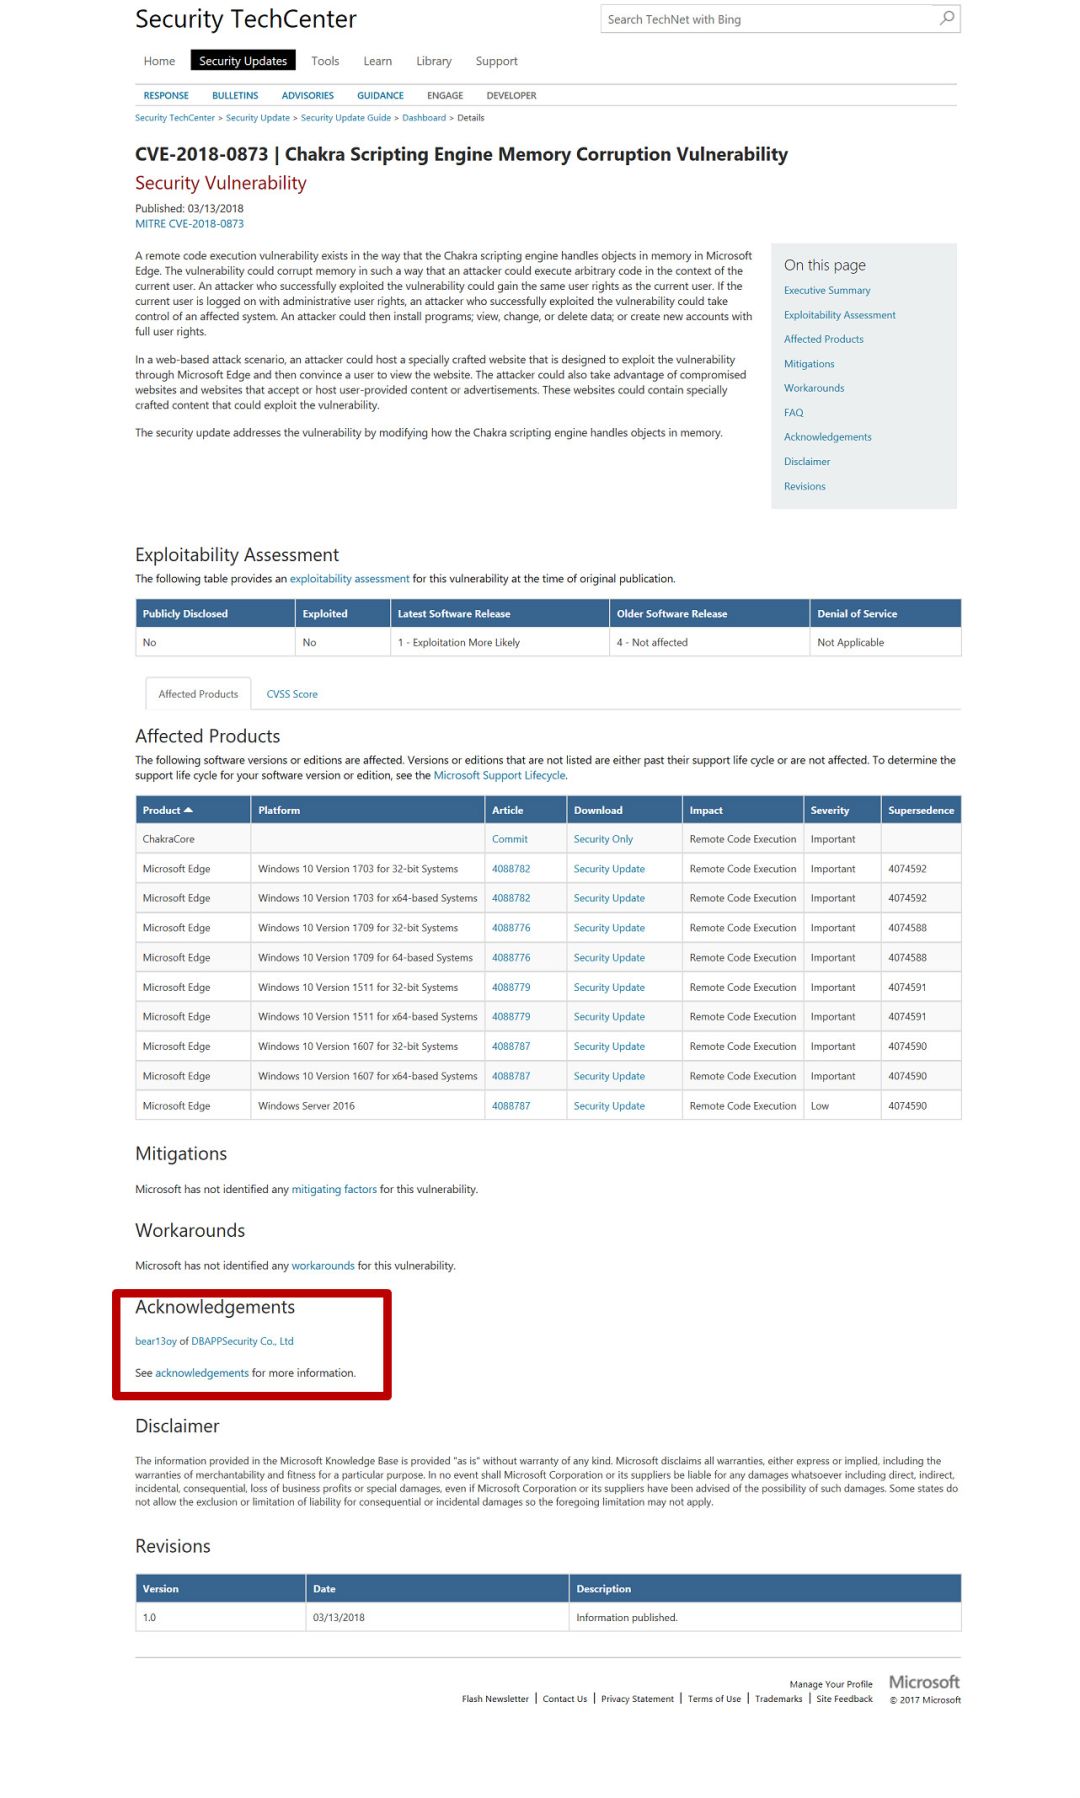 Security TechCenter
Search TechNet with Bing
Home Security Updates Tools Learn Library Support
RESPONSE BULLETINS ADVISORIES GUIDANCE ENGAGE DEVELOPER
Security TechCenter > Security Update > Security Update Guide > Dashboard > Details
CVE-2018-0873 | Chakra Scripting Engine Memory Corruption Vulnerability
Security Vulnerability
Published: 03/13/2018
MITRE CVE-2018-0873
A remote code execution vulnerability exists in the way that the Chakra scripting engine handles objects in memory in Microsoft
Edge. The vulnerability could corrupt memory in such a way that an attacker could execute arbitrary code in the context of the
current user. An attacker who successfully exploited the vulnerability could gain the same user rights as the current user. If the
current user is logged on with administrative user rights, an attacker who successfully exploited the vulnerability could take
control of an affected system. An attacker could then install programs; view, change, or delete data; or create new accounts with
full user rights.
In a web-based attack scenario, an attacker could host a specially crafted website that is designed to exploit the vulnerability
through Microsoft Edge and then convince a user to view the website. The attacker could also take advantage of compromised
websites and websites that accept or host user-provided content or advertisements. These websites could contain specially
crafted content that could exploit the vulnerability.
The security update addresses the vulnerability by modifying how the Chakra scripting engine handles objects in memory.
On this page
Executive Summary
Exploitability Assessment
Affected Products
Mitigations
Workarounds
FAQ
Acknowledgements
Disclaimer
Revisions
Exploitability Assessment
The following table provides an exploitability assessment for this vulnerability at the time of original publication.
Publicly Disclosed Exploited Latest Software Release Older Software Release Denial of Service
No No 1 - Exploitation More Likely 4 - Not affected Not Applicable
Affected Products CVSS Score
Affected Products
The following software versions or editions are affected. Versions or editions that are not listed are either past their support life cycle or are not affected. To determine the
support life cycle for your software version or edition, see the Microsoft Support Lifecycle.
Product Platform Article Download Impact Severity Supersedence
ChakraCore Commit Security Only Remote Code Execution Important
Microsoft Edge Windows 10 Version 1703 for 32-bit Systems 4088782 Security Update Remote Code Execution Important 4074592
Microsoft Edge Windows 10 Version 1703 for x64-based Systems 4088782 Security Update Remote Code Execution Important 4074592
Microsoft Edge Windows 10 Version 1709 for 32-bit Systems 4088776 Security Update Remote Code Execution Important 4074588
Microsoft Edge Windows 10 Version 1709 for 64-based Systems 4088776 Security Update Remote Code Execution Important 4074588
Microsoft Edge Windows 10 Version 1511 for 32-bit Systems 4088779 Security Update Remote Code Execution Important 4074591
Microsoft Edge Windows 10 Version 1511 for x64-based Systems 4088779 Security Update Remote Code Execution Important 4074591
Microsoft Edge Windows 10 Version 1607 for 32-bit Systems 4088787 Security Update Remote Code Execution Important 4074590
Microsoft Edge Windows 10 Version 1607 for x64-based Systems 4088787 Security Update Remote Code Execution Important 4074590
Microsoft Edge Windows Server 2016 4088787 Security Update Remote Code Execution Low 4074590
Mitigations
Microsoft has not identified any mitigating factors for this vulnerability.
Workarounds
Microsoft has not identified any workarounds for this vulnerability.
Acknowledgements
bear13oy of DBAPPSecurity Co., Ltd
See acknowledgements for more information.
Disclaimer
The information provided in the Microsoft Knowledge Base is provided "as is" without warranty of any kind. Microsoft disclaims all warranties, either express or implied, including the
warranties of merchantability and fitness for a particular purpose. In no event shall Microsoft Corporation or its suppliers be liable for any damages whatsoever including direct, indirect,
incidental, consequential, loss of business profits or special damages, even if Microsoft Corporation or its suppliers have been advised of the possibility of such damages. Some states do
not allow the exclusion or limitation of liability for consequential or incidental damages so the foregoing limitation may not apply.
Revisions
Version Date Description
1.0 03/13/2018 Information published.
Manage Your Profile Microsoft
Flash Newsletter | Contact Us | Privacy Statement | Terms of Use | Trademarks | Site Feedback © 2017 Microsoft